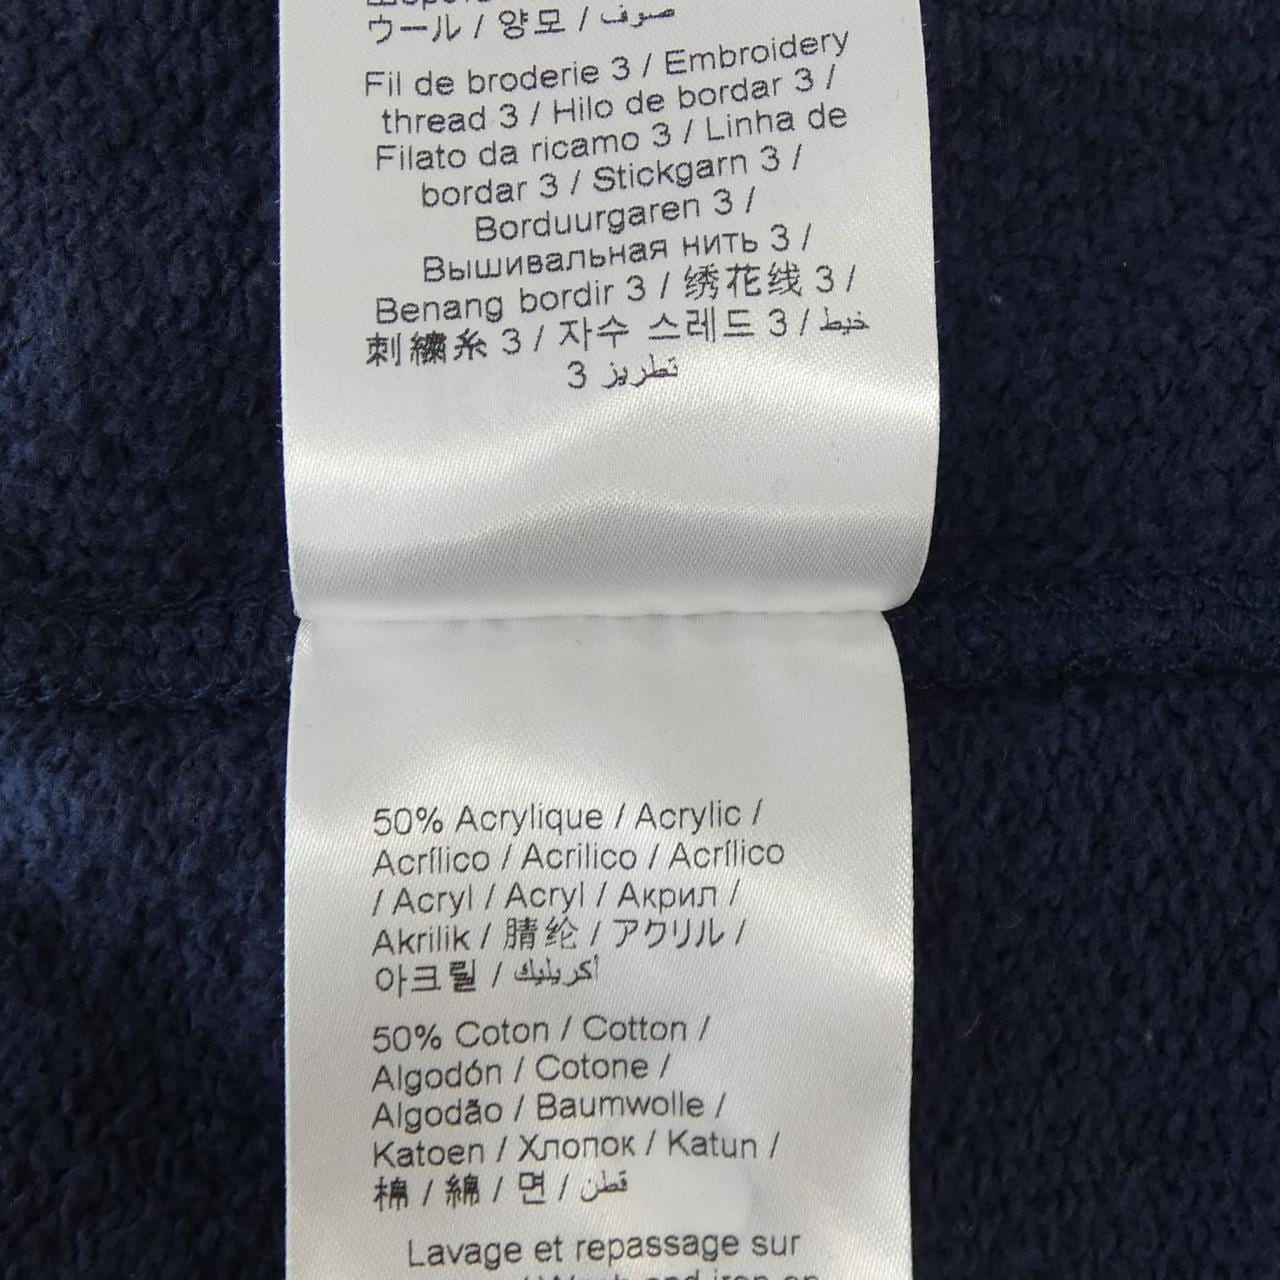 ウール / 양모 / صوف
Fil de broderie 3 / Embroidery
thread 3 / Hilo de bordar 3 /
Filato da ricamo 3 / Linha de
bordar 3 / Stickgarn 3 /
Borduurgaren 3 /
Вышивальная нить 3 /
Benang bordir 3 / 绣花线 3 /
刺繍糸 3 / 자수 스레드 3 / خيط
تطريز 3
50% Acrylique / Acrylic /
Acrílico / Acrilico / Acrílico
/ Acryl / Acryl / Акрил /
Akrilik / 腈纶 / アクリル /
아크릴 / أكريليك
50% Coton / Cotton /
Algodón / Cotone /
Algodão / Baumwolle /
Katoen / Хлопок / Katun /
棉 / 綿 / 면 / قطن
Lavage et repassage sur